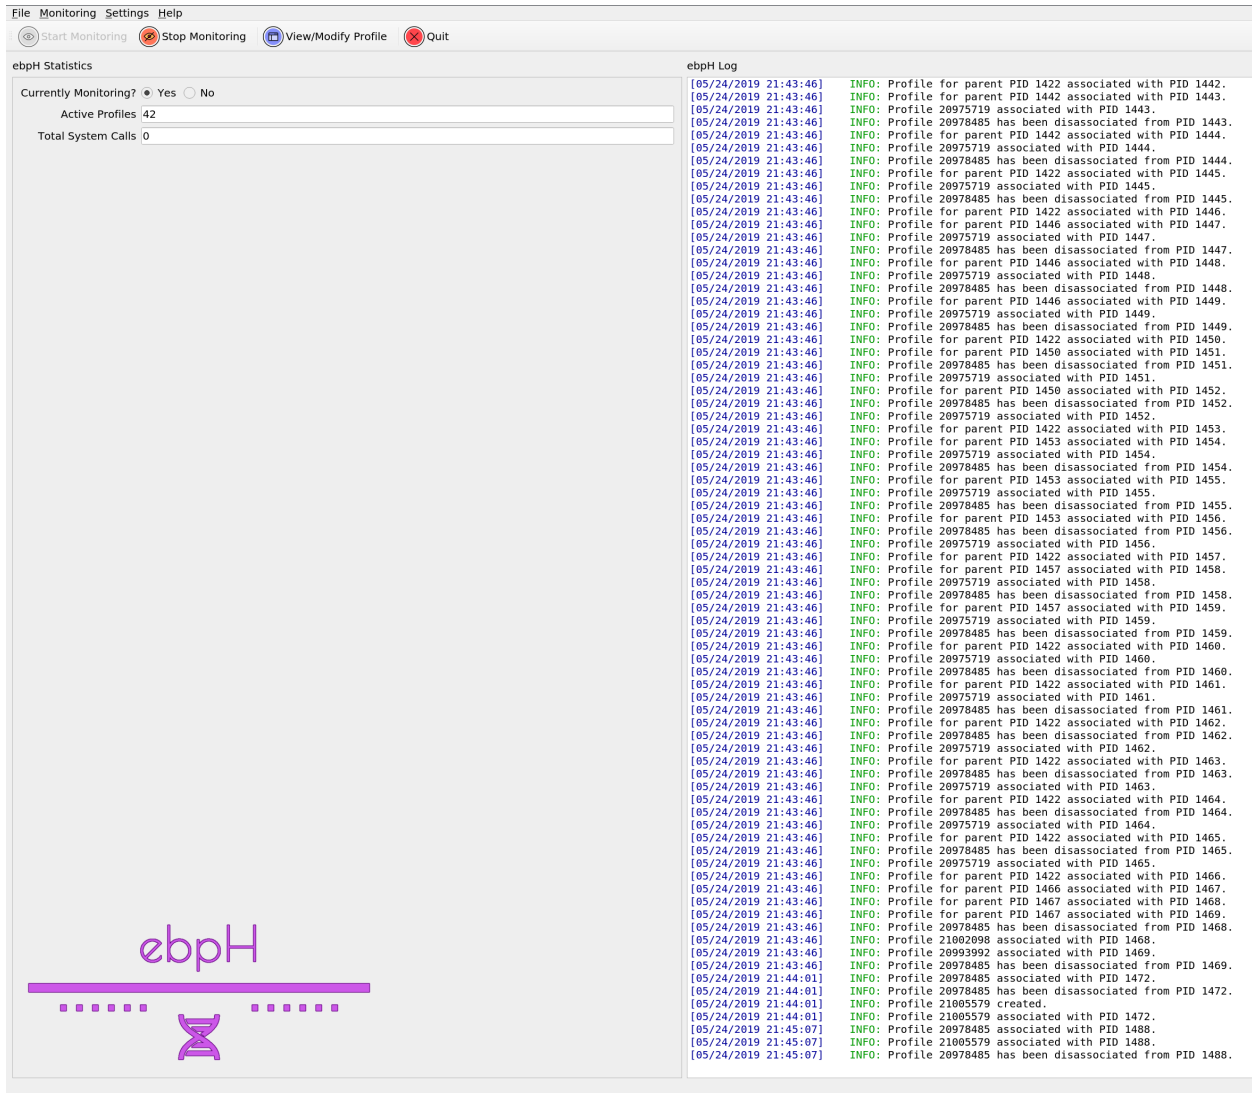 File Monitoring Settings Help
Start Monitoring Stop Monitoring View/Modify Profile Quit
ebpH Statistics
Currently Monitoring? Yes No
Active Profiles 42
Total System Calls 0
ebpH
ebpH Log
[05/24/2019 21:43:46] INFO: Profile for parent PID 1422 associated with PID 1442.
[05/24/2019 21:43:46] INFO: Profile for parent PID 1442 associated with PID 1443.
[05/24/2019 21:43:46] INFO: Profile 20975719 associated with PID 1443.
[05/24/2019 21:43:46] INFO: Profile 20978485 has been disassociated from PID 1443.
[05/24/2019 21:43:46] INFO: Profile for parent PID 1442 associated with PID 1444.
[05/24/2019 21:43:46] INFO: Profile 20975719 associated with PID 1444.
[05/24/2019 21:43:46] INFO: Profile 20978485 has been disassociated from PID 1444.
[05/24/2019 21:43:46] INFO: Profile for parent PID 1422 associated with PID 1445.
[05/24/2019 21:43:46] INFO: Profile 20975719 associated with PID 1445.
[05/24/2019 21:43:46] INFO: Profile 20978485 has been disassociated from PID 1445.
[05/24/2019 21:43:46] INFO: Profile for parent PID 1422 associated with PID 1446.
[05/24/2019 21:43:46] INFO: Profile for parent PID 1446 associated with PID 1447.
[05/24/2019 21:43:46] INFO: Profile 20975719 associated with PID 1447.
[05/24/2019 21:43:46] INFO: Profile 20978485 has been disassociated from PID 1447.
[05/24/2019 21:43:46] INFO: Profile for parent PID 1446 associated with PID 1448.
[05/24/2019 21:43:46] INFO: Profile 20975719 associated with PID 1448.
[05/24/2019 21:43:46] INFO: Profile 20978485 has been disassociated from PID 1448.
[05/24/2019 21:43:46] INFO: Profile for parent PID 1446 associated with PID 1449.
[05/24/2019 21:43:46] INFO: Profile 20975719 associated with PID 1449.
[05/24/2019 21:43:46] INFO: Profile 20978485 has been disassociated from PID 1449.
[05/24/2019 21:43:46] INFO: Profile for parent PID 1422 associated with PID 1450.
[05/24/2019 21:43:46] INFO: Profile for parent PID 1450 associated with PID 1451.
[05/24/2019 21:43:46] INFO: Profile 20978485 has been disassociated from PID 1451.
[05/24/2019 21:43:46] INFO: Profile 20975719 associated with PID 1451.
[05/24/2019 21:43:46] INFO: Profile for parent PID 1450 associated with PID 1452.
[05/24/2019 21:43:46] INFO: Profile 20978485 has been disassociated from PID 1452.
[05/24/2019 21:43:46] INFO: Profile 20975719 associated with PID 1452.
[05/24/2019 21:43:46] INFO: Profile for parent PID 1422 associated with PID 1453.
[05/24/2019 21:43:46] INFO: Profile for parent PID 1453 associated with PID 1454.
[05/24/2019 21:43:46] INFO: Profile 20975719 associated with PID 1454.
[05/24/2019 21:43:46] INFO: Profile 20978485 has been disassociated from PID 1454.
[05/24/2019 21:43:46] INFO: Profile for parent PID 1453 associated with PID 1455.
[05/24/2019 21:43:46] INFO: Profile 20975719 associated with PID 1455.
[05/24/2019 21:43:46] INFO: Profile 20978485 has been disassociated from PID 1455.
[05/24/2019 21:43:46] INFO: Profile for parent PID 1453 associated with PID 1456.
[05/24/2019 21:43:46] INFO: Profile 20978485 has been disassociated from PID 1456.
[05/24/2019 21:43:46] INFO: Profile 20975719 associated with PID 1456.
[05/24/2019 21:43:46] INFO: Profile for parent PID 1422 associated with PID 1457.
[05/24/2019 21:43:46] INFO: Profile for parent PID 1457 associated with PID 1458.
[05/24/2019 21:43:46] INFO: Profile 20975719 associated with PID 1458.
[05/24/2019 21:43:46] INFO: Profile 20978485 has been disassociated from PID 1458.
[05/24/2019 21:43:46] INFO: Profile for parent PID 1457 associated with PID 1459.
[05/24/2019 21:43:46] INFO: Profile 20975719 associated with PID 1459.
[05/24/2019 21:43:46] INFO: Profile 20978485 has been disassociated from PID 1459.
[05/24/2019 21:43:46] INFO: Profile for parent PID 1422 associated with PID 1460.
[05/24/2019 21:43:46] INFO: Profile 20975719 associated with PID 1460.
[05/24/2019 21:43:46] INFO: Profile 20978485 has been disassociated from PID 1460.
[05/24/2019 21:43:46] INFO: Profile for parent PID 1422 associated with PID 1461.
[05/24/2019 21:43:46] INFO: Profile 20975719 associated with PID 1461.
[05/24/2019 21:43:46] INFO: Profile 20978485 has been disassociated from PID 1461.
[05/24/2019 21:43:46] INFO: Profile for parent PID 1422 associated with PID 1462.
[05/24/2019 21:43:46] INFO: Profile 20978485 has been disassociated from PID 1462.
[05/24/2019 21:43:46] INFO: Profile 20975719 associated with PID 1462.
[05/24/2019 21:43:46] INFO: Profile for parent PID 1422 associated with PID 1463.
[05/24/2019 21:43:46] INFO: Profile 20978485 has been disassociated from PID 1463.
[05/24/2019 21:43:46] INFO: Profile 20975719 associated with PID 1463.
[05/24/2019 21:43:46] INFO: Profile for parent PID 1422 associated with PID 1464.
[05/24/2019 21:43:46] INFO: Profile 20978485 has been disassociated from PID 1464.
[05/24/2019 21:43:46] INFO: Profile 20975719 associated with PID 1464.
[05/24/2019 21:43:46] INFO: Profile for parent PID 1422 associated with PID 1465.
[05/24/2019 21:43:46] INFO: Profile 20978485 has been disassociated from PID 1465.
[05/24/2019 21:43:46] INFO: Profile 20975719 associated with PID 1465.
[05/24/2019 21:43:46] INFO: Profile for parent PID 1422 associated with PID 1466.
[05/24/2019 21:43:46] INFO: Profile for parent PID 1466 associated with PID 1467.
[05/24/2019 21:43:46] INFO: Profile for parent PID 1467 associated with PID 1468.
[05/24/2019 21:43:46] INFO: Profile for parent PID 1467 associated with PID 1469.
[05/24/2019 21:43:46] INFO: Profile 20978485 has been disassociated from PID 1468.
[05/24/2019 21:43:46] INFO: Profile 21002098 associated with PID 1468.
[05/24/2019 21:43:46] INFO: Profile 20993992 associated with PID 1469.
[05/24/2019 21:43:46] INFO: Profile 20978485 has been disassociated from PID 1469.
[05/24/2019 21:44:01] INFO: Profile 20978485 associated with PID 1472.
[05/24/2019 21:44:01] INFO: Profile 20978485 has been disassociated from PID 1472.
[05/24/2019 21:44:01] INFO: Profile 21005579 created.
[05/24/2019 21:44:01] INFO: Profile 21005579 associated with PID 1472.
[05/24/2019 21:45:07] INFO: Profile 20978485 associated with PID 1488.
[05/24/2019 21:45:07] INFO: Profile 21005579 associated with PID 1488.
[05/24/2019 21:45:07] INFO: Profile 20978485 has been disassociated from PID 1488.